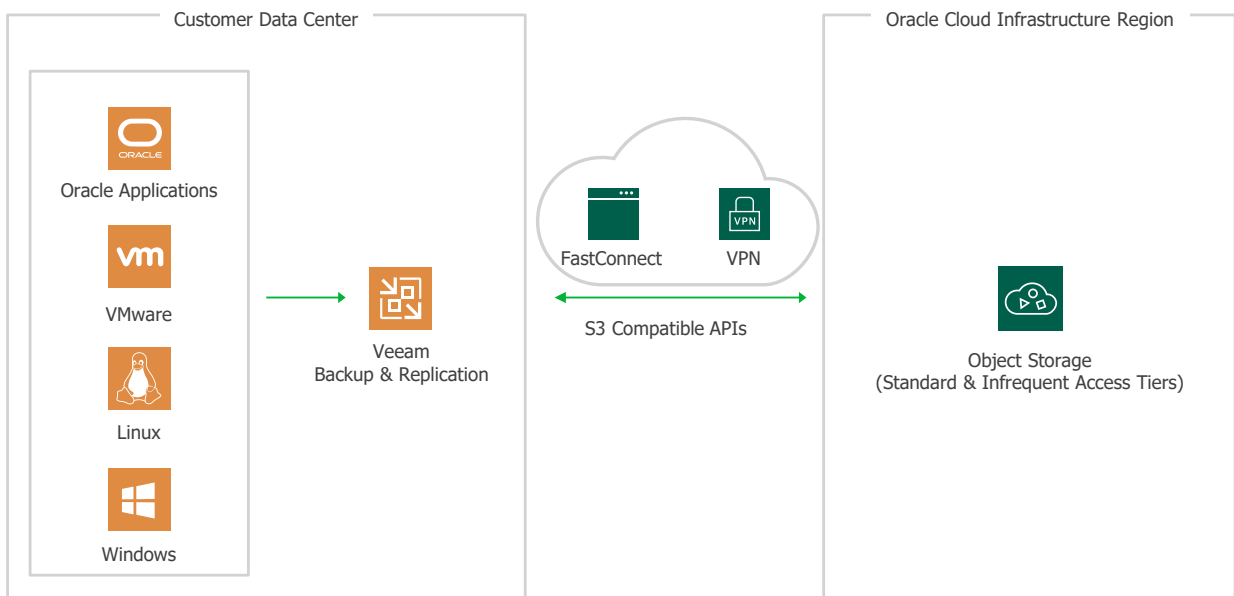 Customer Data Center
Oracle Cloud Infrastructure Region
ORACLE
Oracle Applications
vm
VMware
Linux
Windows
Veeam
Backup & Replication
FastConnect
VPN
VPN
S3 Compatible APIs
Object Storage
(Standard & Infrequent Access Tiers)